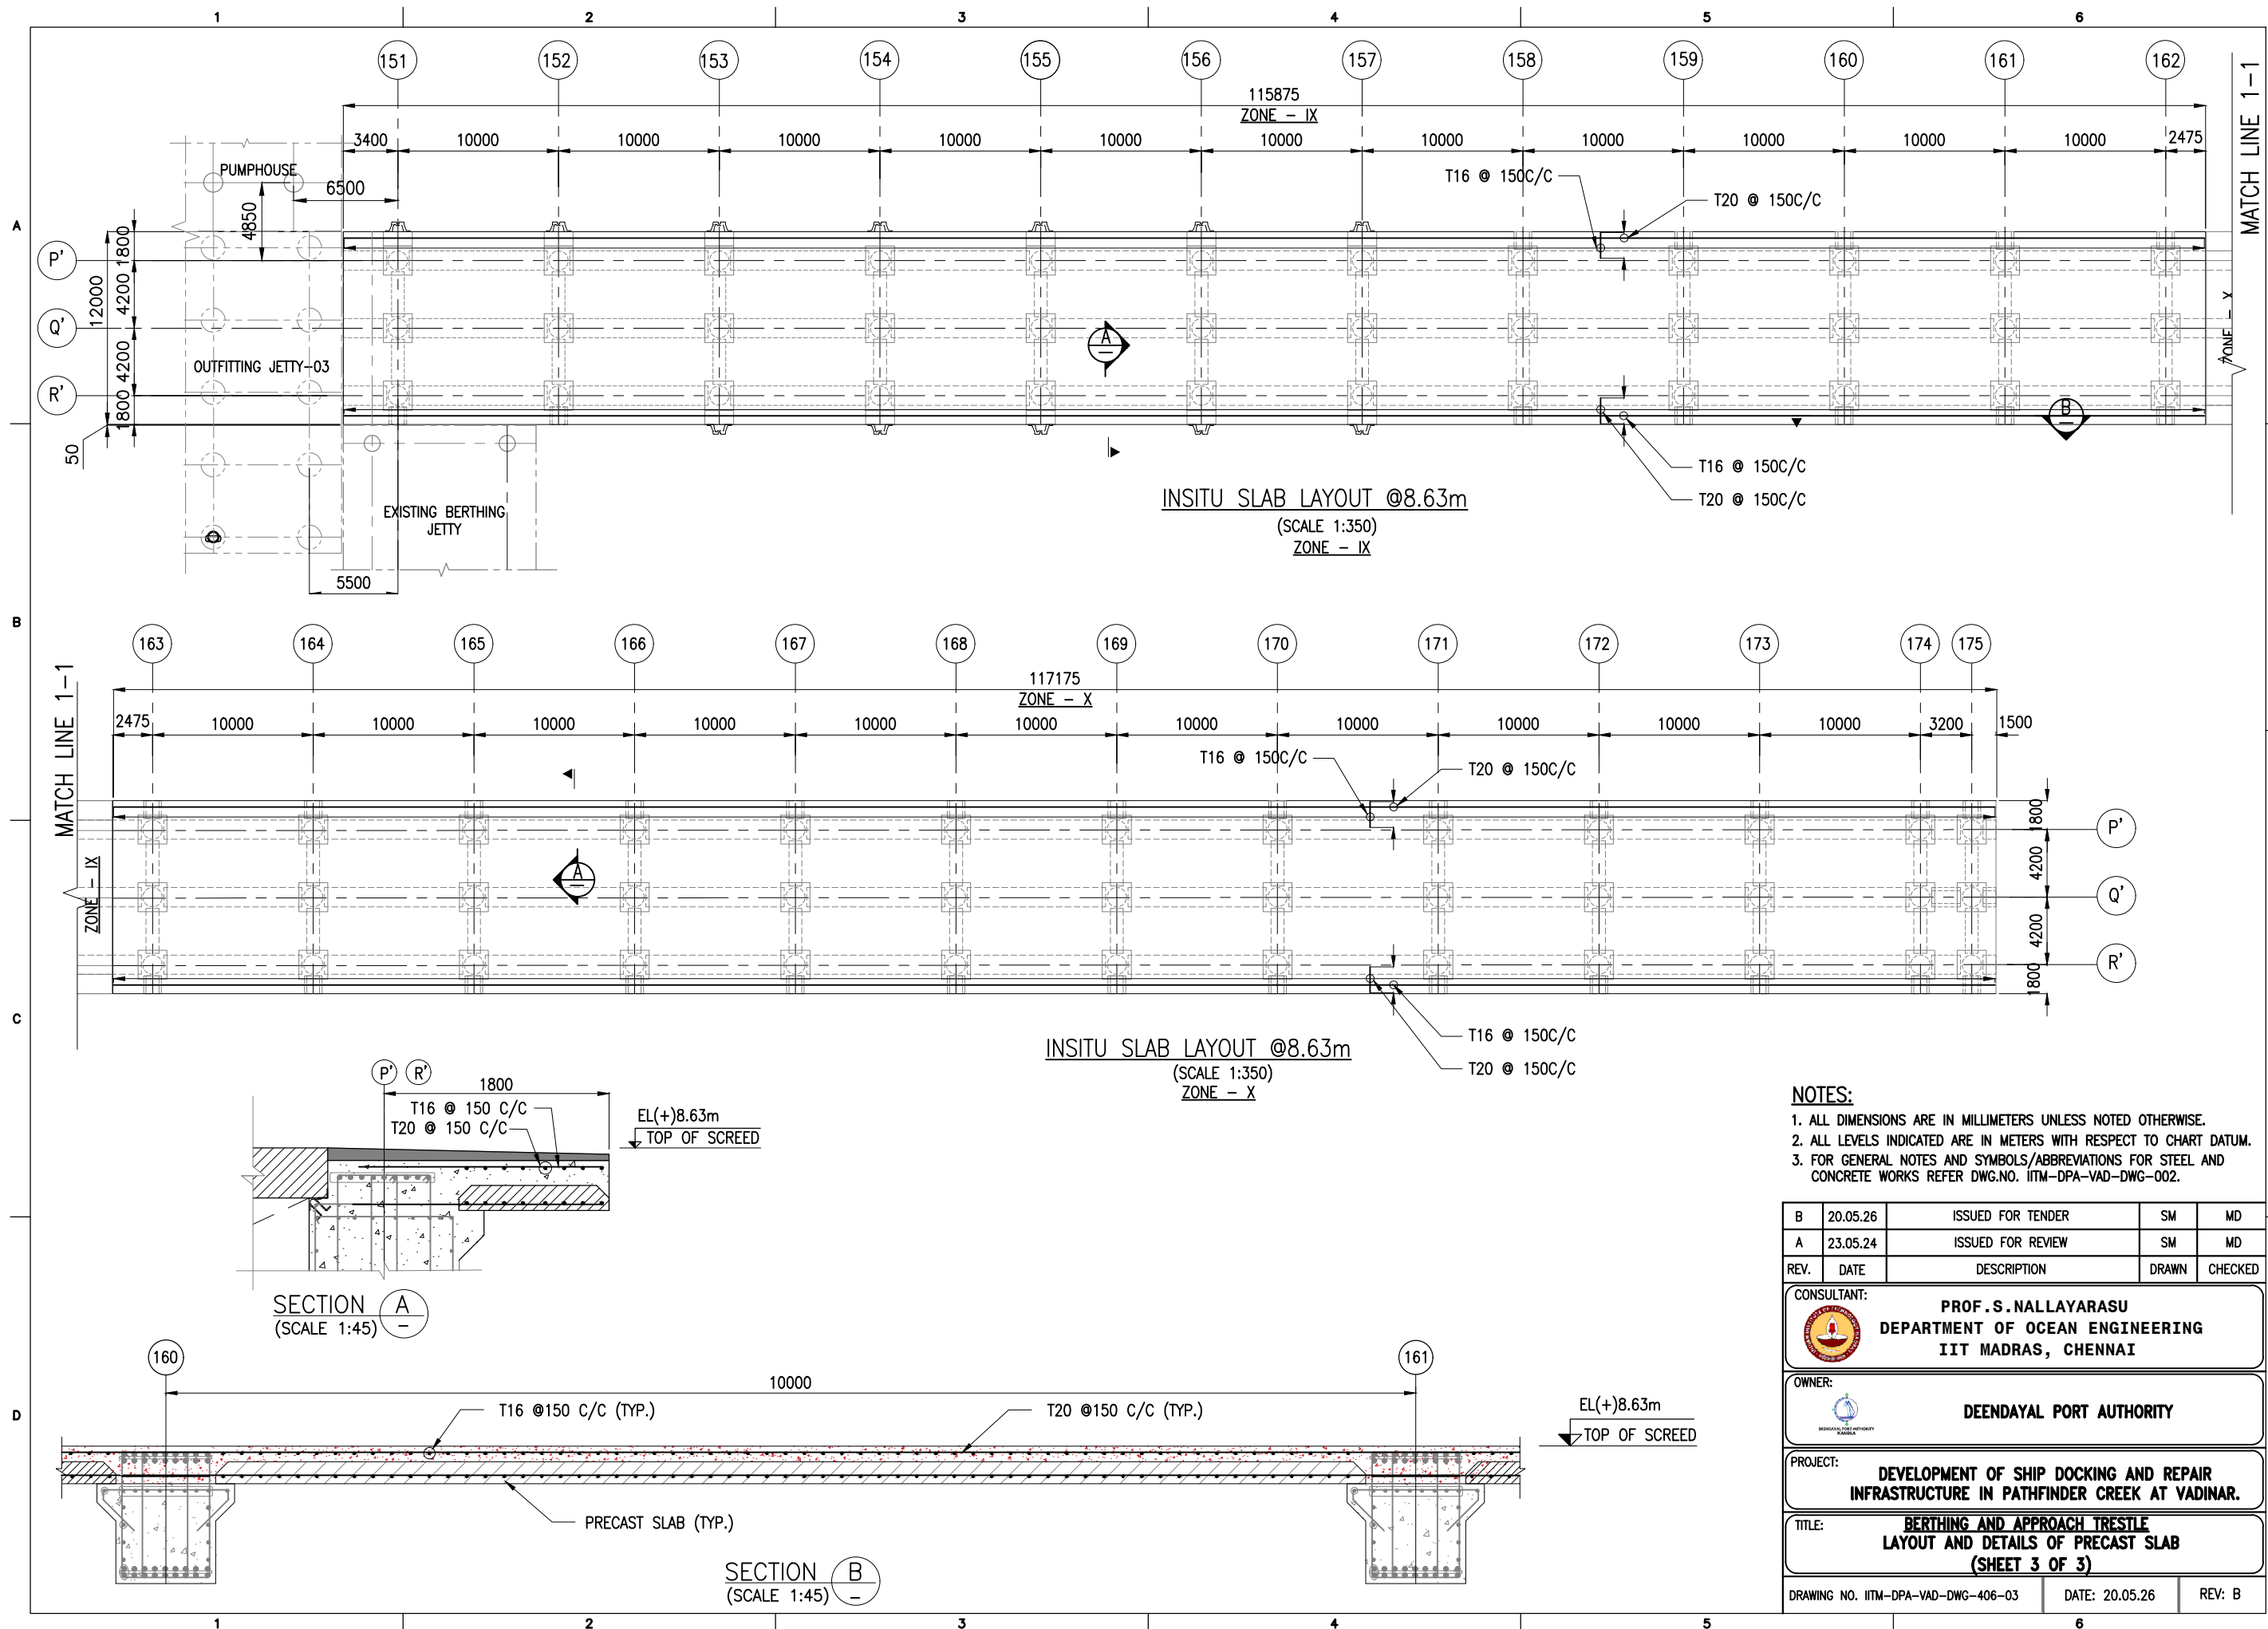 1 2 3 4 5 6
151 152 153 154 155 156 157 158 159 160 161 162
115875
ZONE - IX
3400 10000 10000 10000 10000 10000 10000 10000 10000 10000 10000 10000 2475
MATCH LINE 1-1
PUMPHOUSE
6500
4850
T16 @ 150C/C
T20 @ 150C/C
A
P'
Q'
R'
12000
1800
4200
4200
1800
50
OUTFITTING JETTY-03
A
-
B
-
ZONE - X
T16 @ 150C/C
T20 @ 150C/C
EXISTING BERTHING
JETTY
5500
INSITU SLAB LAYOUT @8.63m
(SCALE 1:350)
ZONE - IX
B
163 164 165 166 167 168 169 170 171 172 173 174 175
117175
ZONE - X
2475 10000 10000 10000 10000 10000 10000 10000 10000 10000 10000 10000 3200 1500
MATCH LINE 1-1
T16 @ 150C/C
T20 @ 150C/C
ZONE - IX
A
-
1800
4200
4200
1800
P'
Q'
R'
C
T16 @ 150C/C
T20 @ 150C/C
INSITU SLAB LAYOUT @8.63m
(SCALE 1:350)
ZONE - X
P' R'
1800
T16 @ 150 C/C
T20 @ 150 C/C
EL(+)8.63m
TOP OF SCREED
SECTION A
-
(SCALE 1:45)
160 161
10000
D
T16 @150 C/C (TYP.)
T20 @150 C/C (TYP.)
EL(+)8.63m
TOP OF SCREED
PRECAST SLAB (TYP.)
SECTION B
-
(SCALE 1:45)
NOTES:
1. ALL DIMENSIONS ARE IN MILLIMETERS UNLESS NOTED OTHERWISE.
2. ALL LEVELS INDICATED ARE IN METERS WITH RESPECT TO CHART DATUM.
3. FOR GENERAL NOTES AND SYMBOLS/ABBREVIATIONS FOR STEEL AND
CONCRETE WORKS REFER DWG.NO. IITM-DPA-VAD-DWG-002.
B 20.05.26 ISSUED FOR TENDER SM MD
A 23.05.24 ISSUED FOR REVIEW SM MD
REV. DATE DESCRIPTION DRAWN CHECKED
CONSULTANT:
PROF.S.NALLAYARASU
DEPARTMENT OF OCEAN ENGINEERING
IIT MADRAS, CHENNAI
OWNER:
DEENDAYAL PORT AUTHORITY
KANDLA
DEENDAYAL PORT AUTHORITY
PROJECT:
DEVELOPMENT OF SHIP DOCKING AND REPAIR
INFRASTRUCTURE IN PATHFINDER CREEK AT VADINAR.
TITLE:
BERTHING AND APPROACH TRESTLE
LAYOUT AND DETAILS OF PRECAST SLAB
(SHEET 3 OF 3)
DRAWING NO. IITM-DPA-VAD-DWG-406-03 DATE: 20.05.26 REV: B
1 2 3 4 5 6